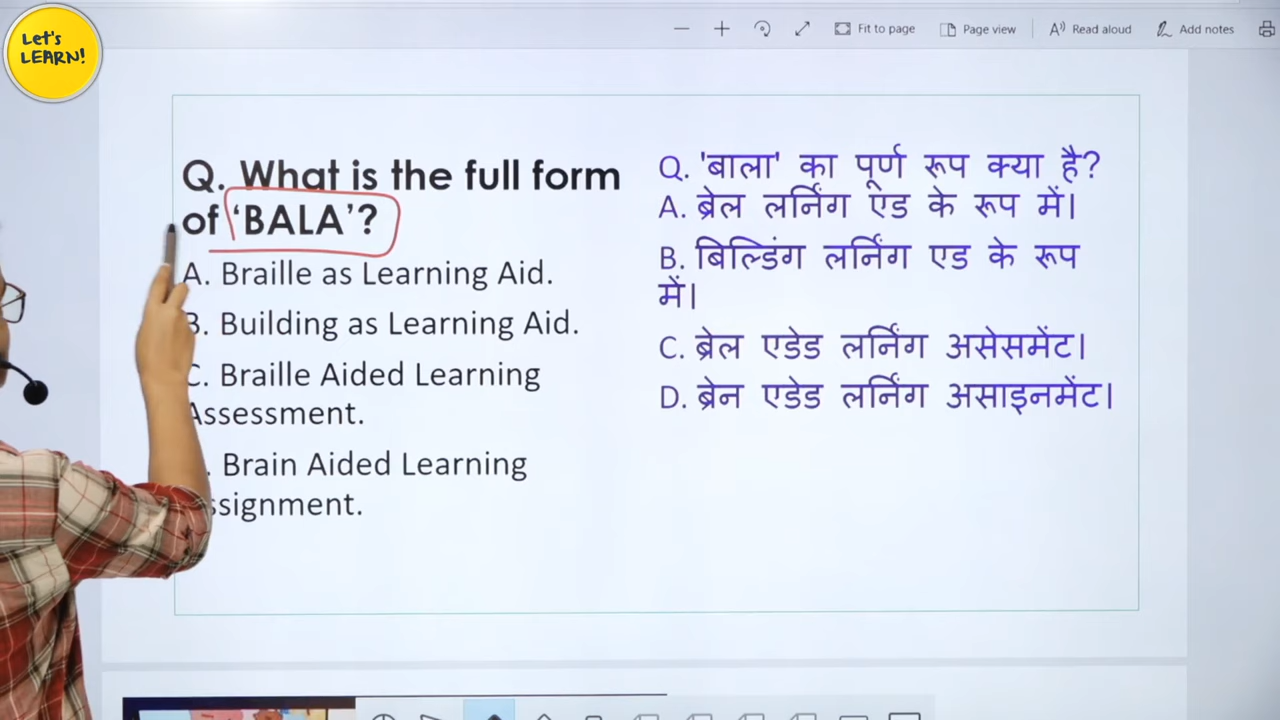 Let's
LEARN!
Fit to page
Page view
Read aloud
Add notes
Q. What is the full form
of ‘BALA’?
A. Braille as Learning Aid.
B. Building as Learning Aid.
C. Braille Aided Learning
Assessment.
. Brain Aided Learning
ssignment.
Q. 'बाला' का पूर्ण रूप क्या है?
A. ब्रेल लर्निंग एड के रूप में।
B. बिल्डिंग लर्निंग एड के रूप
में।
C. ब्रेल एडेड लर्निंग असेसमेंट।
D. ब्रेन एडेड लर्निंग असाइनमेंट।